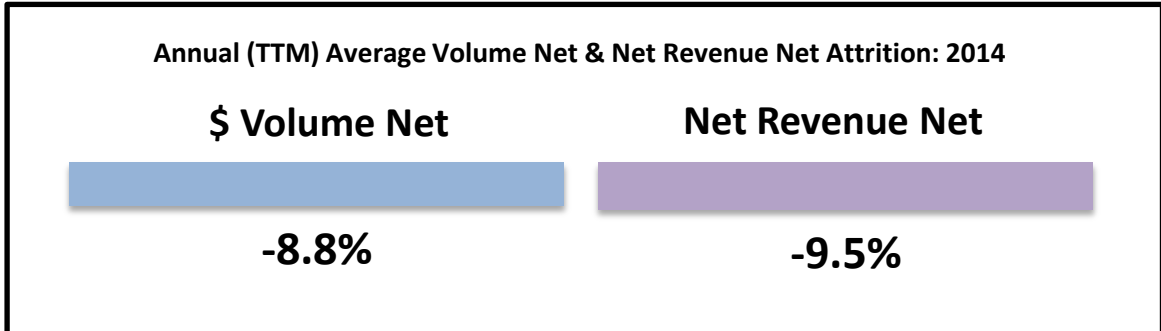 Annual (TTM) Average Volume Net & Net Revenue Net Attrition: 2014
$ Volume Net
Net Revenue Net
-8.8%
-9.5%